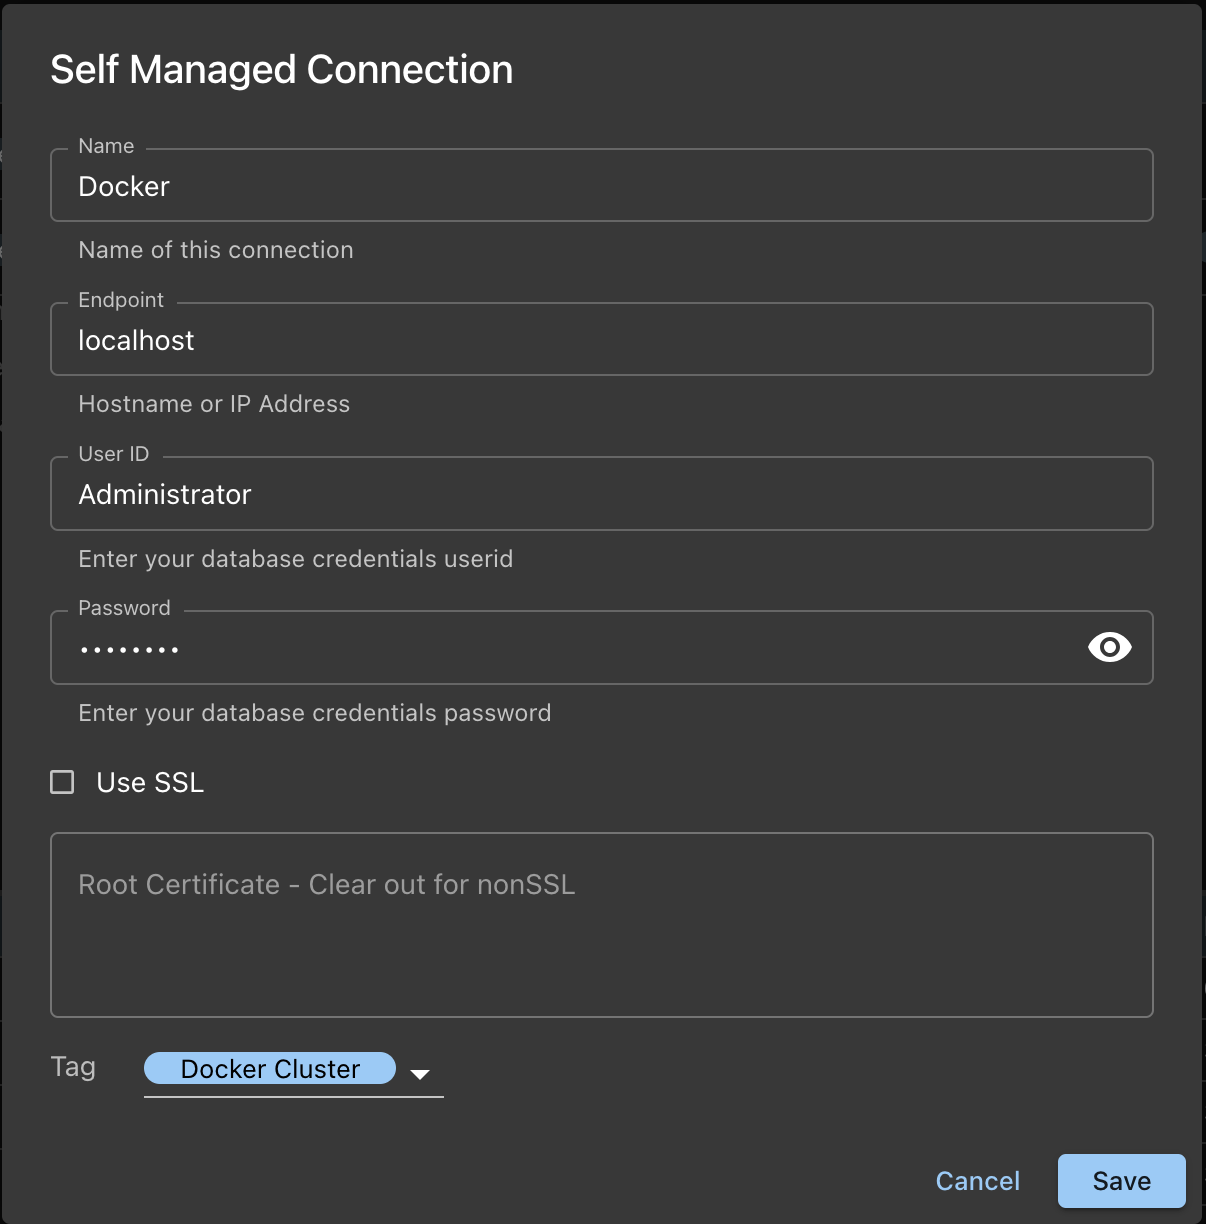 Self Managed Connection
Name
Docker
Name of this connection
Endpoint
localhost
Hostname or IP Address
User ID
Administrator
Enter your database credentials userid
Password
••••••••
Enter your database credentials password
Use SSL
Root Certificate - Clear out for nonSSL
Tag Docker Cluster
Cancel Save